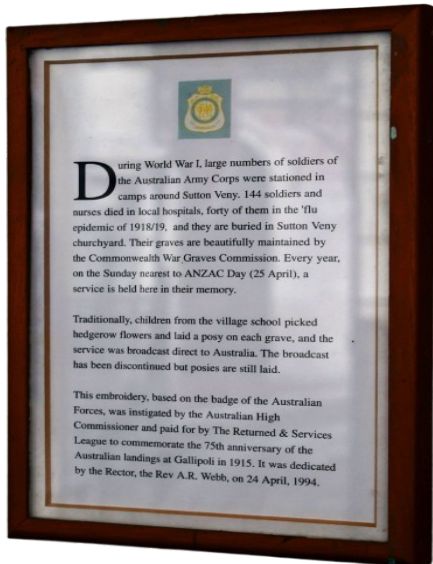 During World War I, large numbers of soldiers of
the Australian Army Corps were stationed in
camps around Sutton Veny. 144 soldiers and
nurses died in local hospitals, forty of them in the 'flu
epidemic of 1918/19, and they are buried in Sutton Veny
churchyard. Their graves are beautifully maintained by
the Commonwealth War Graves Commission. Every year,
on the Sunday nearest to ANZAC Day (25 April), a
service is held here in their memory.
Traditionally, children from the village school picked
hedgerow flowers and laid a posy on each grave, and the
service was broadcast direct to Australia. The broadcast
has been discontinued but posies are still laid.
This embroidery, based on the badge of the Australian
Forces, was instigated by the Australian High
Commissioner and paid for by The Returned & Services
League to commemorate the 75th anniversary of the
Australian landings at Gallipoli in 1915. It was dedicated
by the Rector, the Rev A.R. Webb, on 24 April, 1994.